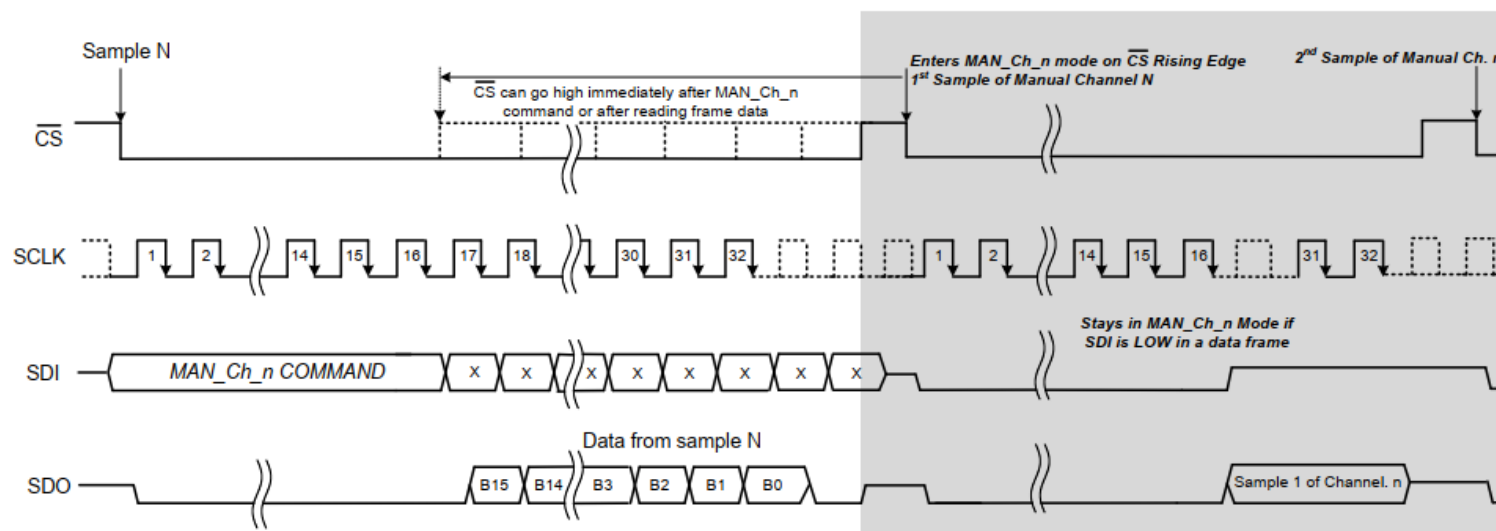 Sample N
Enters MAN_Ch_n mode on CS Rising Edge
1st Sample of Manual Channel N
2nd Sample of Manual Ch. n
CS can go high immediately after MAN_Ch_n
command or after reading frame data
CS
SCLK
1 2 14 15 16 17 18 30 31 32 1 2 14 15 16 31 32
Stays in MAN_Ch_n Mode if
SDI is LOW in a data frame
SDI
MAN_Ch_n COMMAND X X X X X X X X
Data from sample N
SDO
B15 B14 B3 B2 B1 B0 Sample 1 of Channel. n